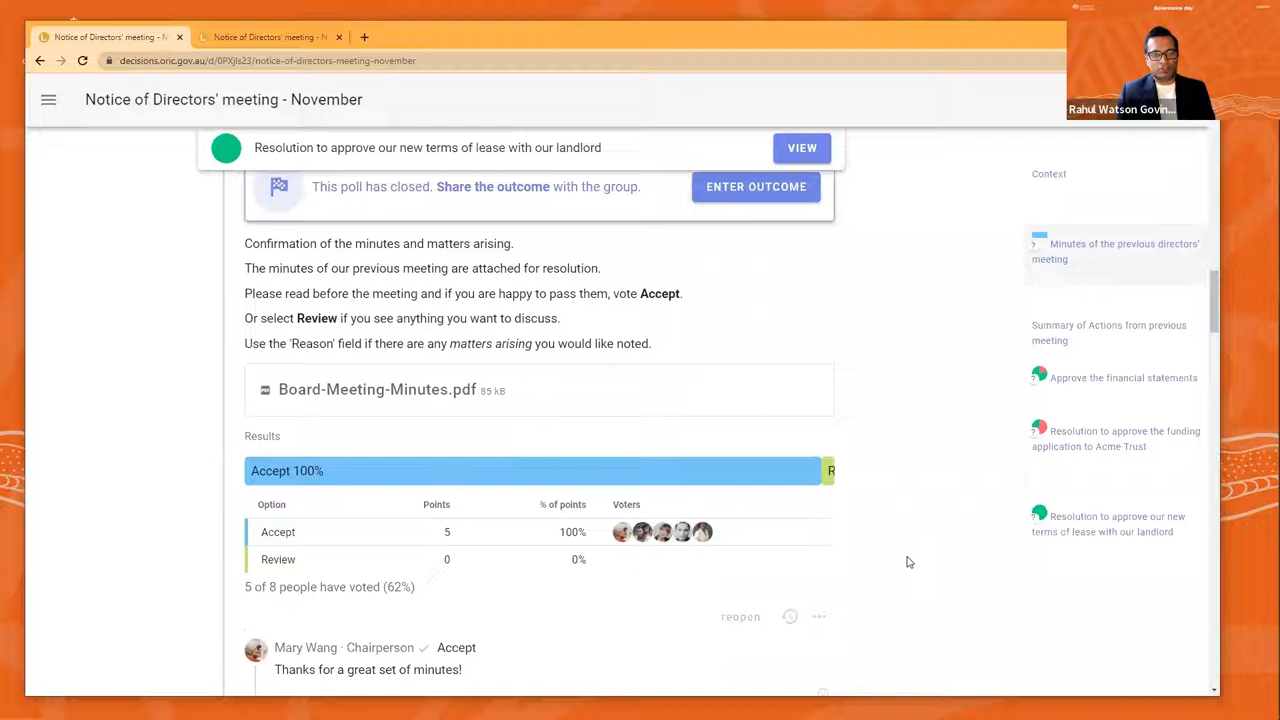 Governance day
Notice of Directors' meeting - N
Notice of Directors' meeting - N
decisions.oric.gov.au/d/0PXjIs23/notice-of-directors-meeting-november
Rahul Watson Govin...
Notice of Directors' meeting - November
Resolution to approve our new terms of lease with our landlord
VIEW
This poll has closed. Share the outcome with the group.
ENTER OUTCOME
Confirmation of the minutes and matters arising.
The minutes of our previous meeting are attached for resolution.
Please read before the meeting and if you are happy to pass them, vote Accept.
Or select Review if you see anything you want to discuss.
Use the 'Reason' field if there are any matters arising you would like noted.
Board-Meeting-Minutes.pdf 85 kB
Results
Accept 100%
R
Option Points % of points Voters
Accept 5 100%
Review 0 0%
5 of 8 people have voted (62%)
reopen
Mary Wang · Chairperson Accept
Thanks for a great set of minutes!
Context
? Minutes of the previous directors'
meeting
Summary of Actions from previous
meeting
? Approve the financial statements
? Resolution to approve the funding
application to Acme Trust
? Resolution to approve our new
terms of lease with our landlord